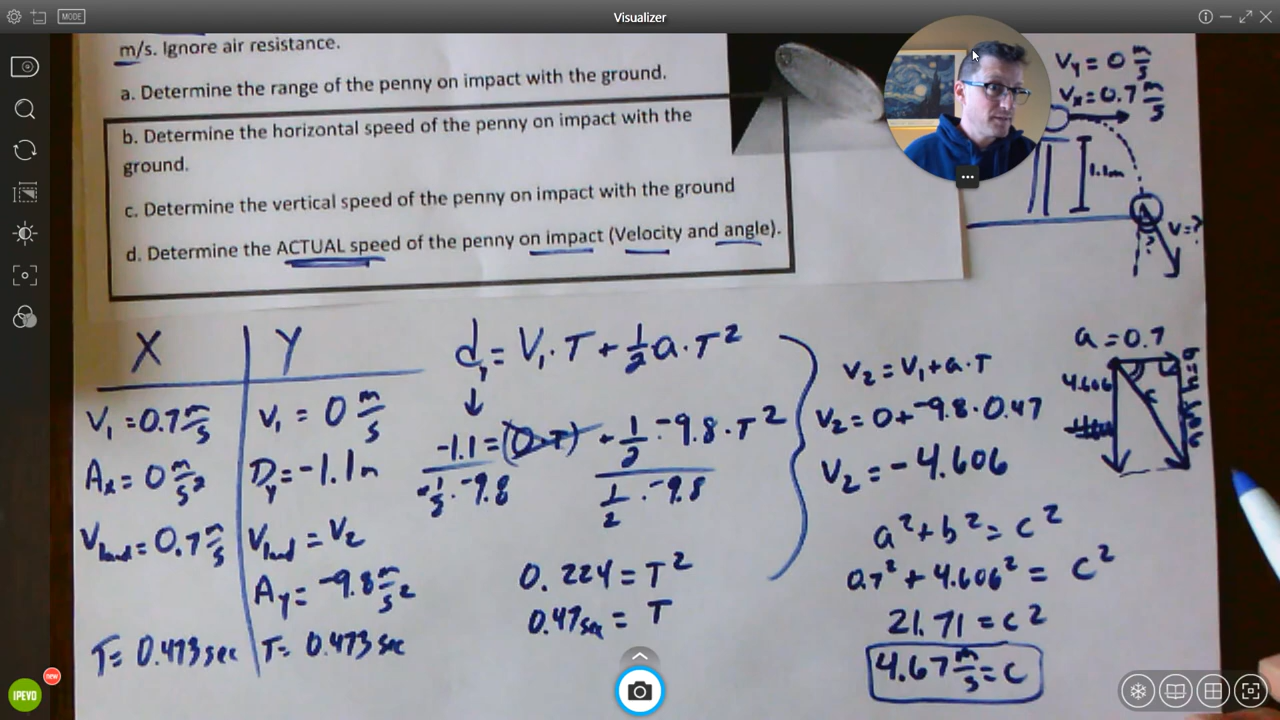 MODE
Visualizer
m/s. Ignore air resistance.
a. Determine the range of the penny on impact with the ground.
b. Determine the horizontal speed of the penny on impact with the
ground.
c. Determine the vertical speed of the penny on impact with the ground
d. Determine the ACTUAL speed of the penny on impact (Velocity and angle).
Vy = 0 m/s
Vx = 0.7 m/s
1.1m
V=?
?
X
V₁ = 0.7 m/s
Ax = 0 m/s²
Vland = 0.7 m/s
T = 0.473 sec
Y
V₁ = 0 m/s
Dy = -1.1m
Vland = V₂
Ay = -9.8 m/s²
T = 0.473 sec
dy = V₁ · T + ½ a · T²
-1.1 = (0·T) + ½ · -9.8 · T²
½ · -9.8 ½ · -9.8
0.224 = T²
0.47 sec = T
V₂ = V₁ + a · T
V₂ = 0 + -9.8 · 0.47
V₂ = -4.606
a² + b² = c²
0.7² + 4.606² = c²
21.71 = c²
4.67 m/s = c
a = 0.7
4.606
c
b = 4.606
IPEVO
new